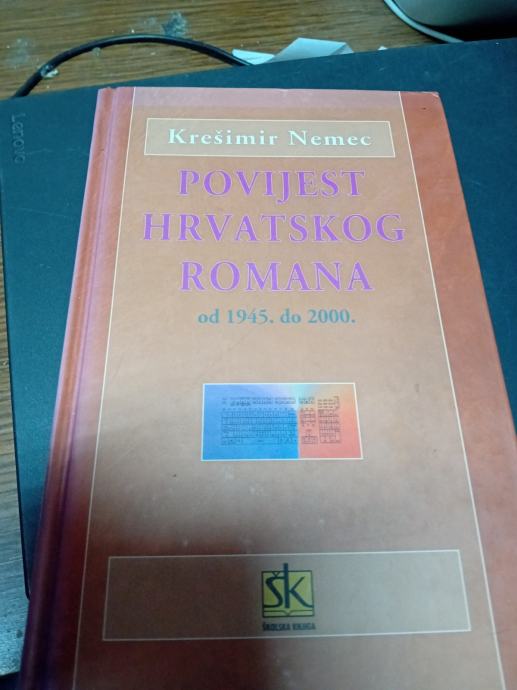 Lenovo
Krešimir Nemec
POVIJEST
HRVATSKOG
ROMANA
od 1945. do 2000.
ŠK
ŠKOLSKA KNJIGA